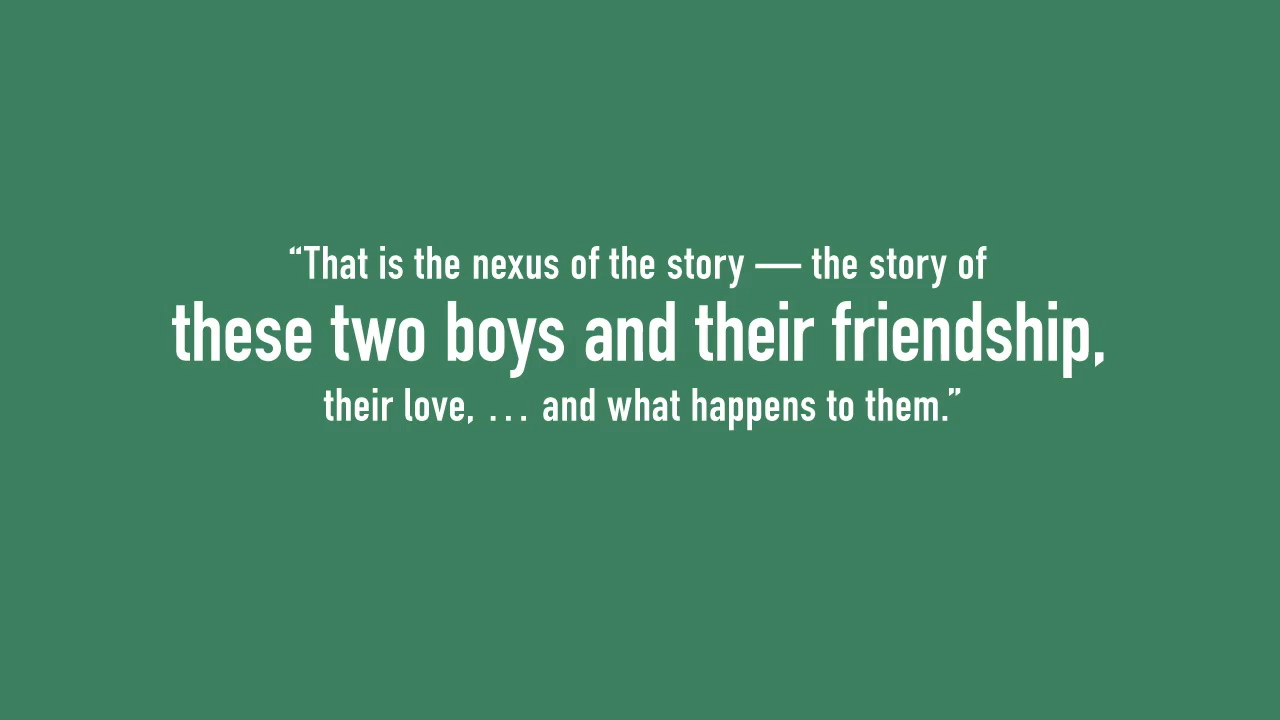 “That is the nexus of the story — the story of
these two boys and their friendship,
their love, … and what happens to them.”